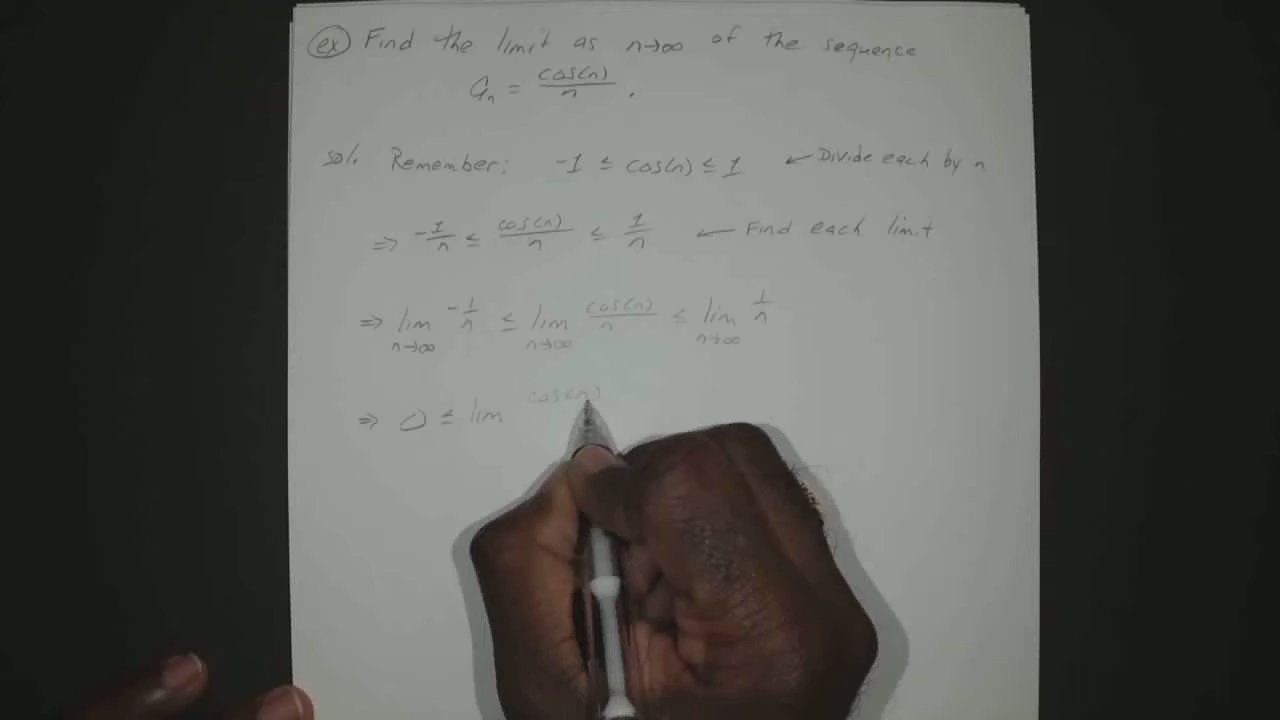 ex Find the limit as n→∞ of the sequence
aₙ = cos(n)/n .
Sol. Remember: -1 ≤ cos(n) ≤ 1 ← Divide each by n
⇒ -1/n ≤ cos(n)/n ≤ 1/n ← Find each limit
⇒ lim n→∞ -1/n ≤ lim n→∞ cos(n)/n ≤ lim n→∞ 1/n
⇒ 0 ≤ lim cos(n)